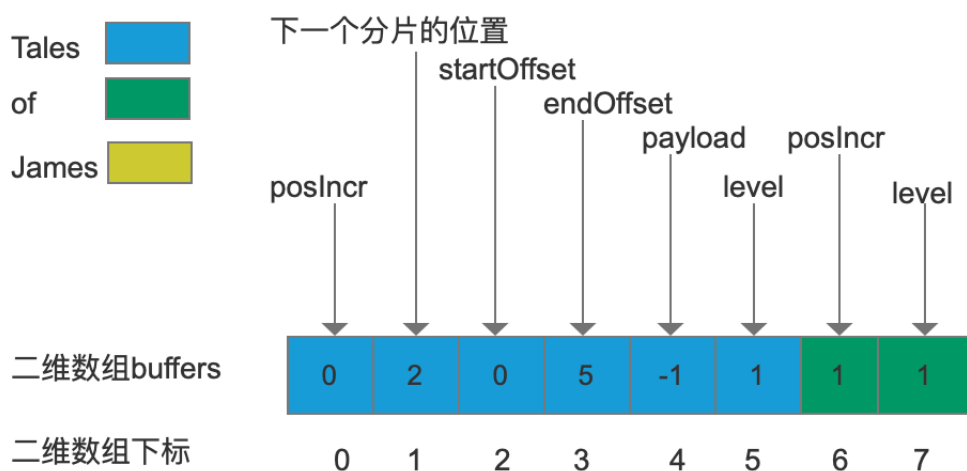 Tales
of
James
下一个分片的位置
startOffset
endOffset
payload
posIncr
posIncr
level
level
二维数组buffers
0 2 0 5 -1 1 1 1
二维数组下标
0 1 2 3 4 5 6 7